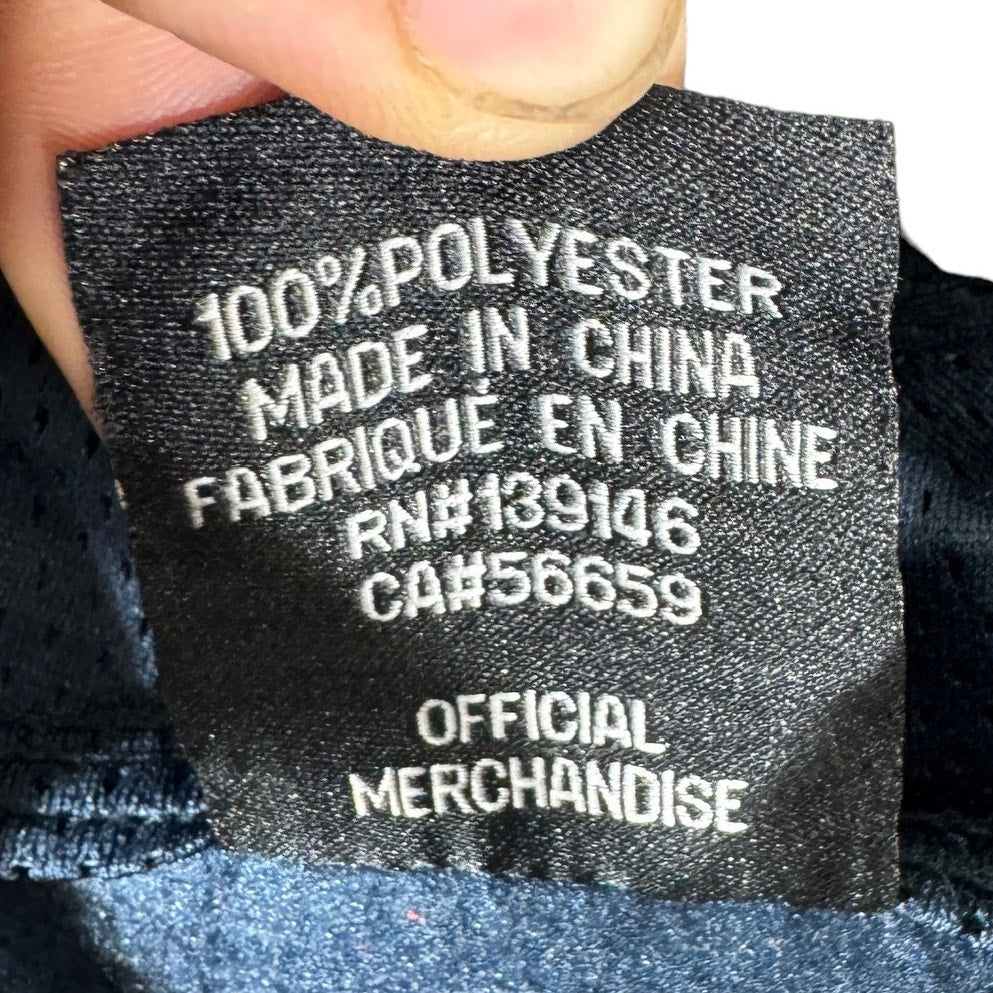 100% POLYESTER
MADE IN CHINA
FABRIQUÉ EN CHINE
RN#139146
CA#56659
OFFICIAL
MERCHANDISE